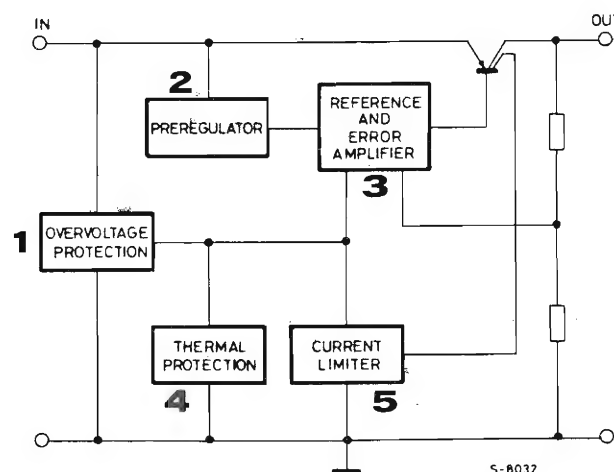 IN
OUT
2
PREREGULATOR
REFERENCE
AND
ERROR
AMPLIFIER
3
1
OVERVOLTAGE
PROTECTION
THERMAL
PROTECTION
4
CURRENT
LIMITER
5
S-8032